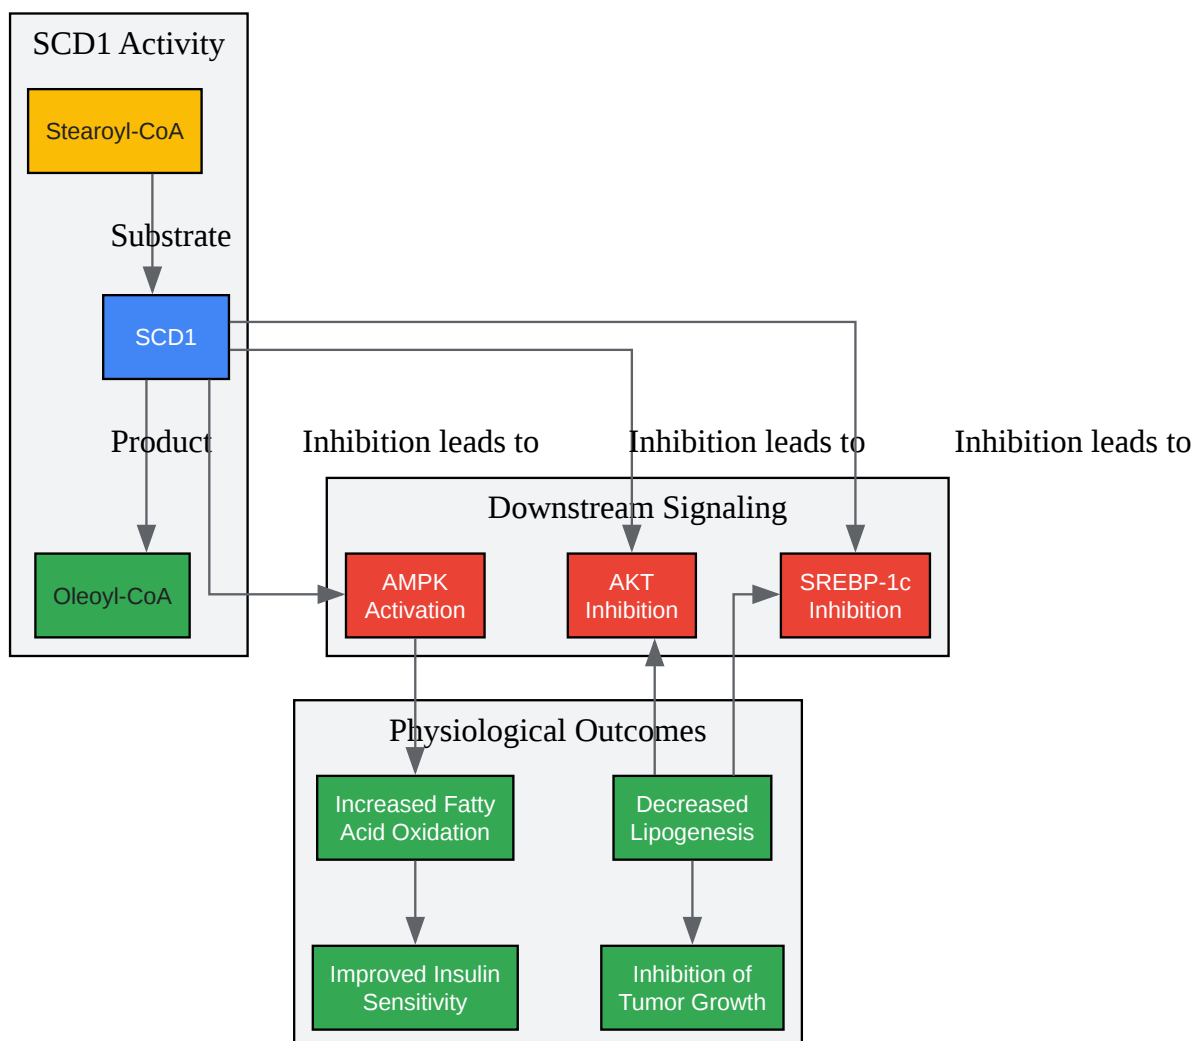 SCD1 Activity
Stearoyl-CoA
Substrate
SCD1
Product
Inhibition leads to
Inhibition leads to
Inhibition leads to
Oleoyl-CoA
Downstream Signaling
AMPK
Activation
AKT
Inhibition
SREBP-1c
Inhibition
Physiological Outcomes
Increased Fatty
Acid Oxidation
Decreased
Lipogenesis
Improved Insulin
Sensitivity
Inhibition of
Tumor Growth